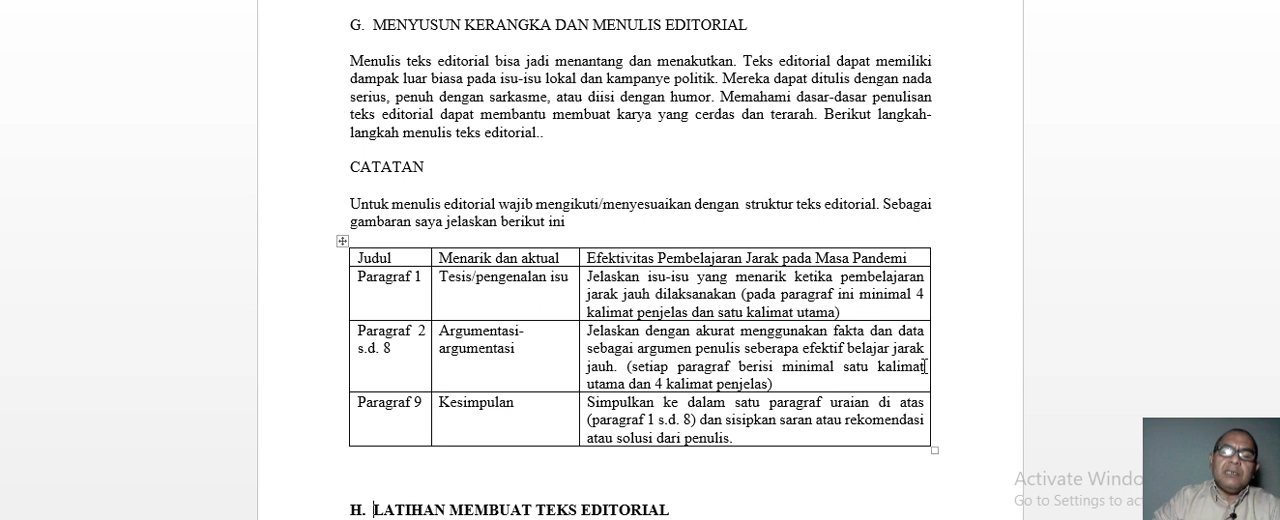 G. MENYUSUN KERANGKA DAN MENULIS EDITORIAL
Menulis teks editorial bisa jadi menantang dan menakutkan. Teks editorial dapat memiliki
dampak luar biasa pada isu-isu lokal dan kampanye politik. Mereka dapat ditulis dengan nada
serius, penuh dengan sarkasme, atau diisi dengan humor. Memahami dasar-dasar penulisan
teks editorial dapat membantu membuat karya yang cerdas dan terarah. Berikut langkah-
langkah menulis teks editorial..
CATATAN
Untuk menulis editorial wajib mengikuti/menyesuaikan dengan struktur teks editorial. Sebagai
gambaran saya jelaskan berikut ini
Judul Menarik dan aktual Efektivitas Pembelajaran Jarak pada Masa Pandemi
Paragraf 1 Tesis/pengenalan isu Jelaskan isu-isu yang menarik ketika pembelajaran
jarak jauh dilaksanakan (pada paragraf ini minimal 4
kalimat penjelas dan satu kalimat utama)
Paragraf 2 Argumentasi- Jelaskan dengan akurat menggunakan fakta dan data
s.d. 8 argumentasi sebagai argumen penulis seberapa efektif belajar jarak
jauh. (setiap paragraf berisi minimal satu kalimat
utama dan 4 kalimat penjelas)
Paragraf 9 Kesimpulan Simpulkan ke dalam satu paragraf uraian di atas
(paragraf 1 s.d. 8) dan sisipkan saran atau rekomendasi
atau solusi dari penulis.
Activate Windo
Go to Settings to ac
H. LATIHAN MEMBUAT TEKS EDITORIAL